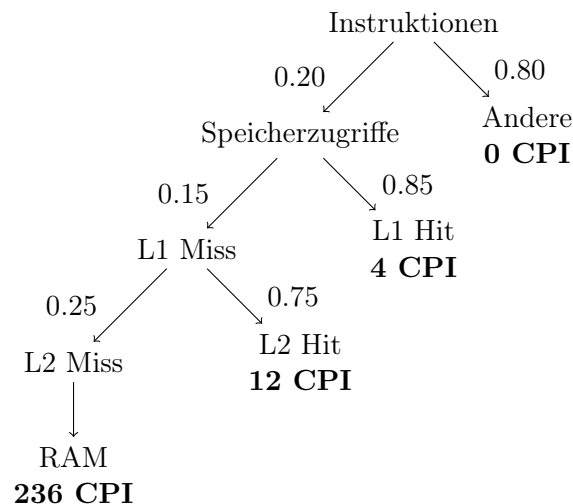 Instruktionen
0.20
0.80
Speicherzugriffe
Andere
0 CPI
0.15
0.85
L1 Miss
L1 Hit
4 CPI
0.25
0.75
L2 Miss
L2 Hit
12 CPI
RAM
236 CPI